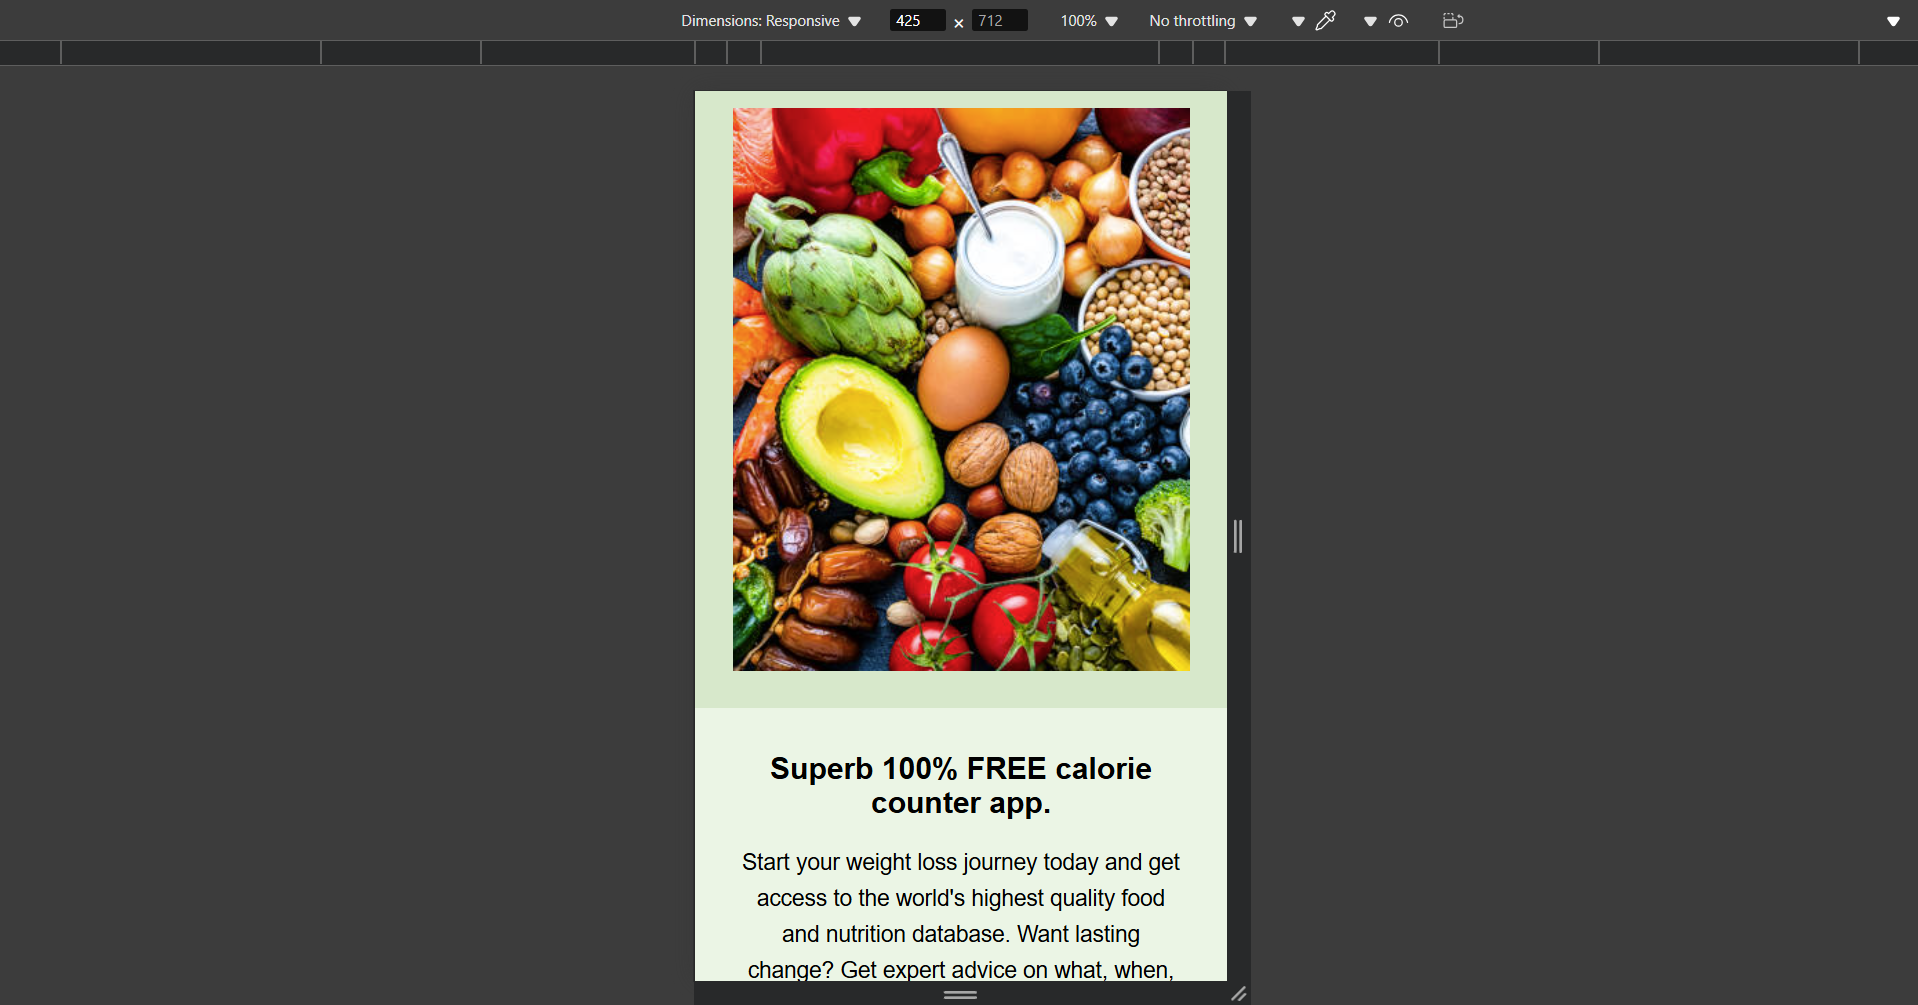 Dimensions: Responsive 425 × 712 100% No throttling
Superb 100% FREE calorie
counter app.
Start your weight loss journey today and get
access to the world's highest quality food
and nutrition database. Want lasting
change? Get expert advice on what, when,